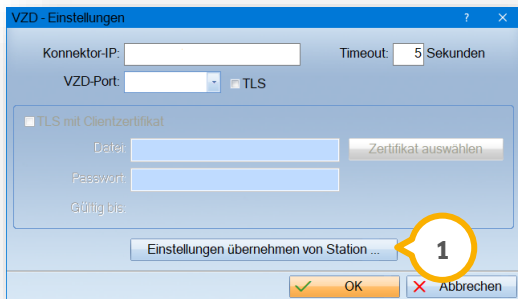 VZD - Einstellungen ? ×
Konnektor-IP: Timeout: 5 Sekunden
VZD-Port: TLS
TLS mit Clientzertifikat
Datei: Zertifikat auswählen
Passwort:
Gültig bis:
Einstellungen übernehmen von Station ... 1
OK Abbrechen